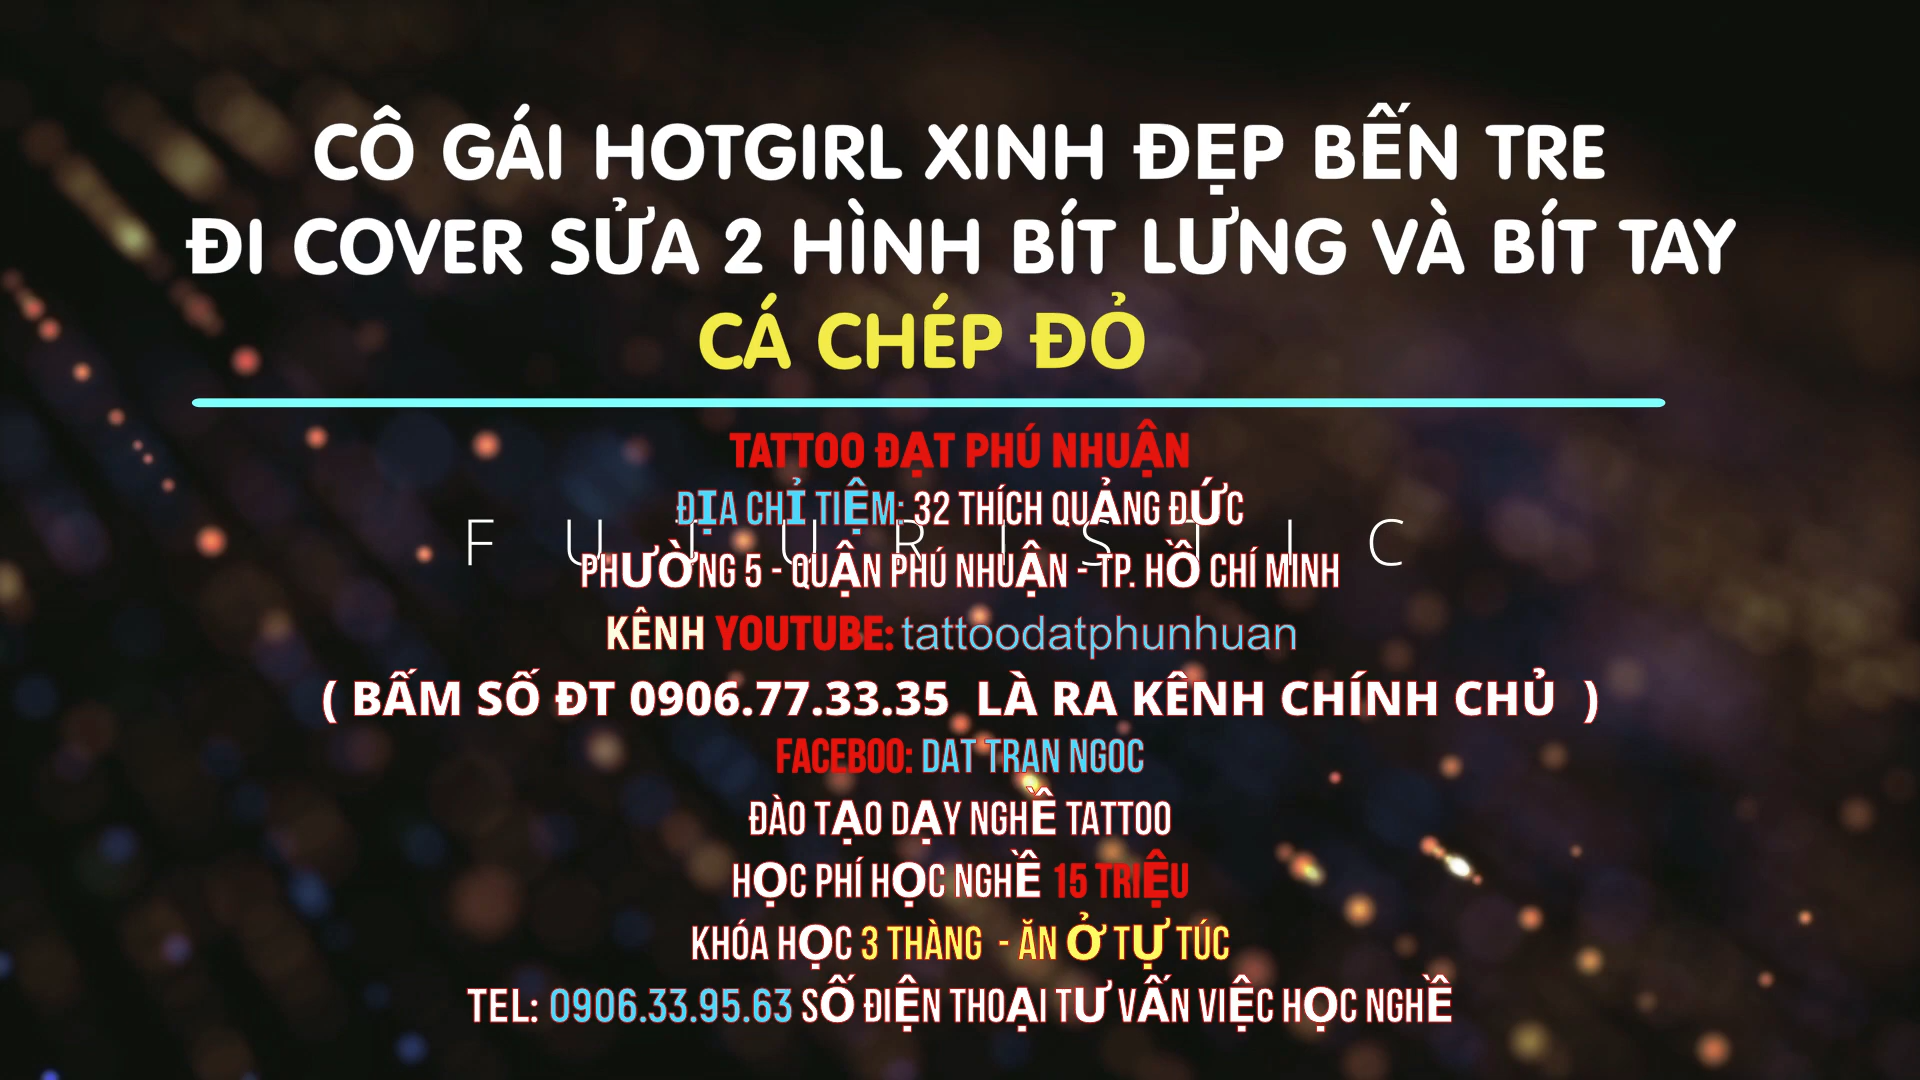 CÔ GÁI HOTGIRL XINH ĐẸP BẾN TRE
ĐI COVER SỬA 2 HÌNH BÍT LƯNG VÀ BÍT TAY
CÁ CHÉP ĐỎ
TATTOO ĐẠT PHÚ NHUẬN
ĐỊA CHỈ TIỆM: 32 THÍCH QUẢNG ĐỨC
FUTURISTIC
PHƯỜNG 5 - QUẬN PHÚ NHUẬN - TP. HỒ CHÍ MINH
KÊNH YOUTUBE: tattoodatphunhuan
( BẤM SỐ ĐT 0906.77.33.35 LÀ RA KÊNH CHÍNH CHỦ )
FACEBOO: DAT TRAN NGOC
ĐÀO TẠO DẠY NGHỀ TATTOO
HỌC PHÍ HỌC NGHỀ 15 TRIỆU
KHÓA HỌC 3 THÀNG - ĂN Ở TỰ TÚC
TEL: 0906.33.95.63 SỐ ĐIỆN THOẠI TƯ VẤN VIỆC HỌC NGHỀ